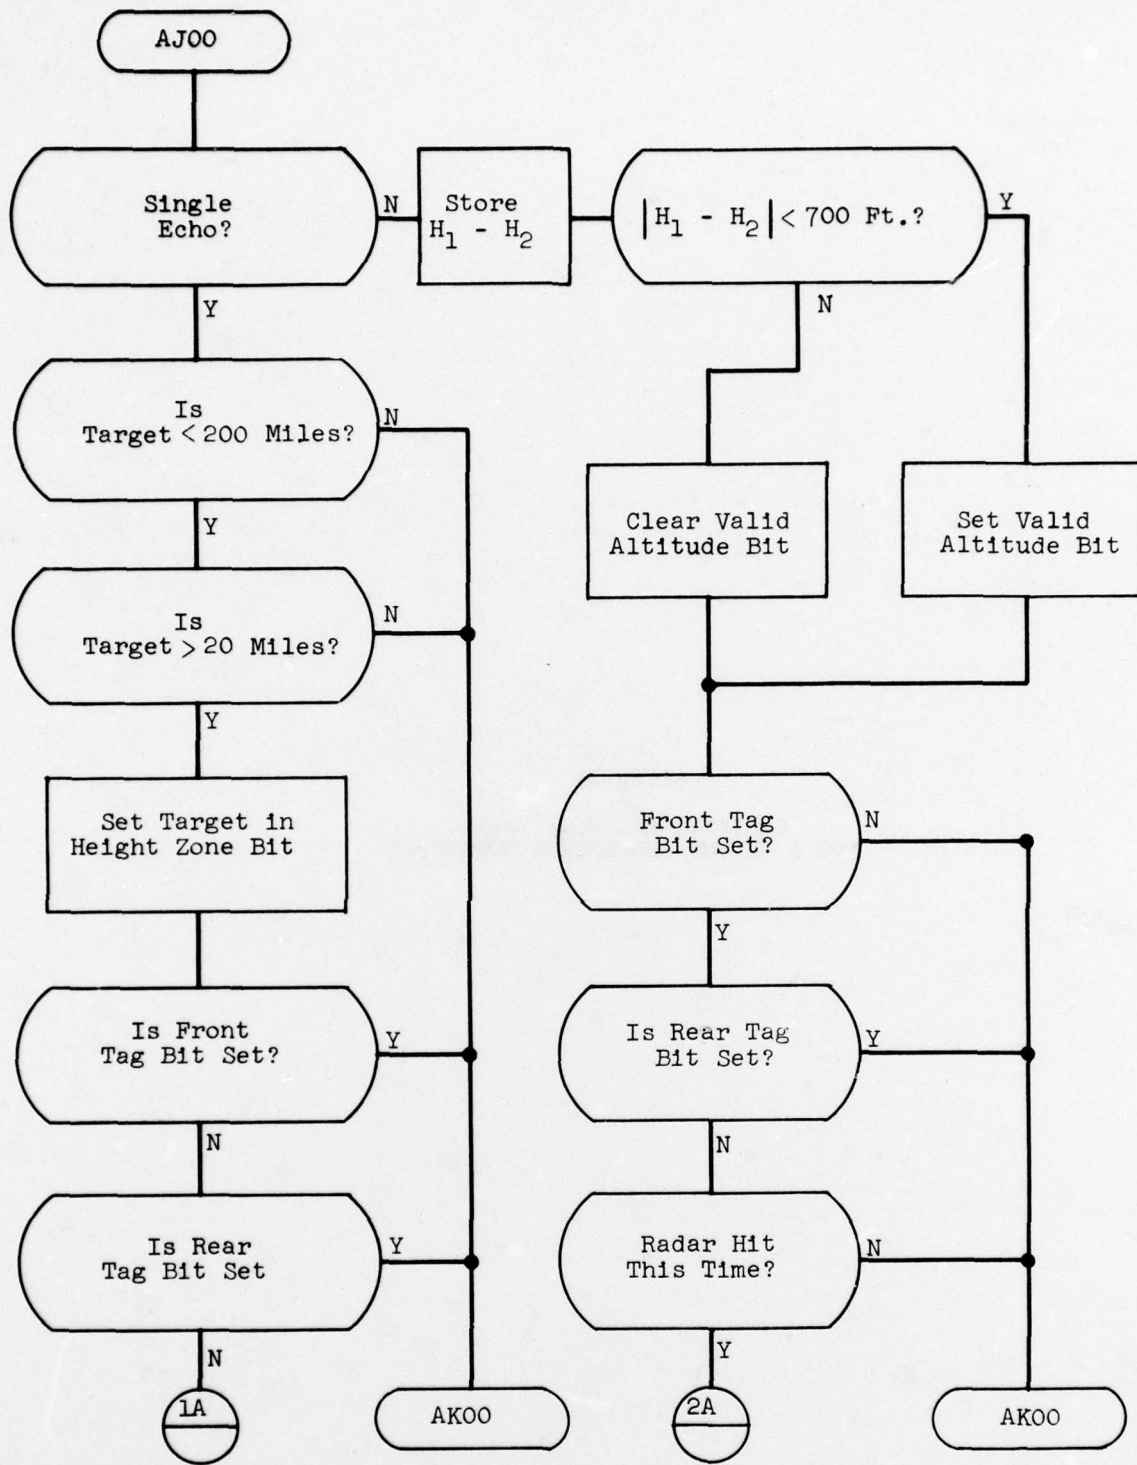 AJOO
Single
Echo?
N
Y
Store
H₁ - H₂
|H₁ - H₂| < 700 Ft.?
Y
N
Is
Target < 200 Miles?
N
Y
Is
Target > 20 Miles?
N
Y
Set Target in
Height Zone Bit
Is Front
Tag Bit Set?
Y
N
Is Rear
Tag Bit Set
Y
N
1A
AKOO
Clear Valid
Altitude Bit
Set Valid
Altitude Bit
Front Tag
Bit Set?
N
Y
Is Rear Tag
Bit Set?
Y
N
Radar Hit
This Time?
N
Y
2A
AKOO